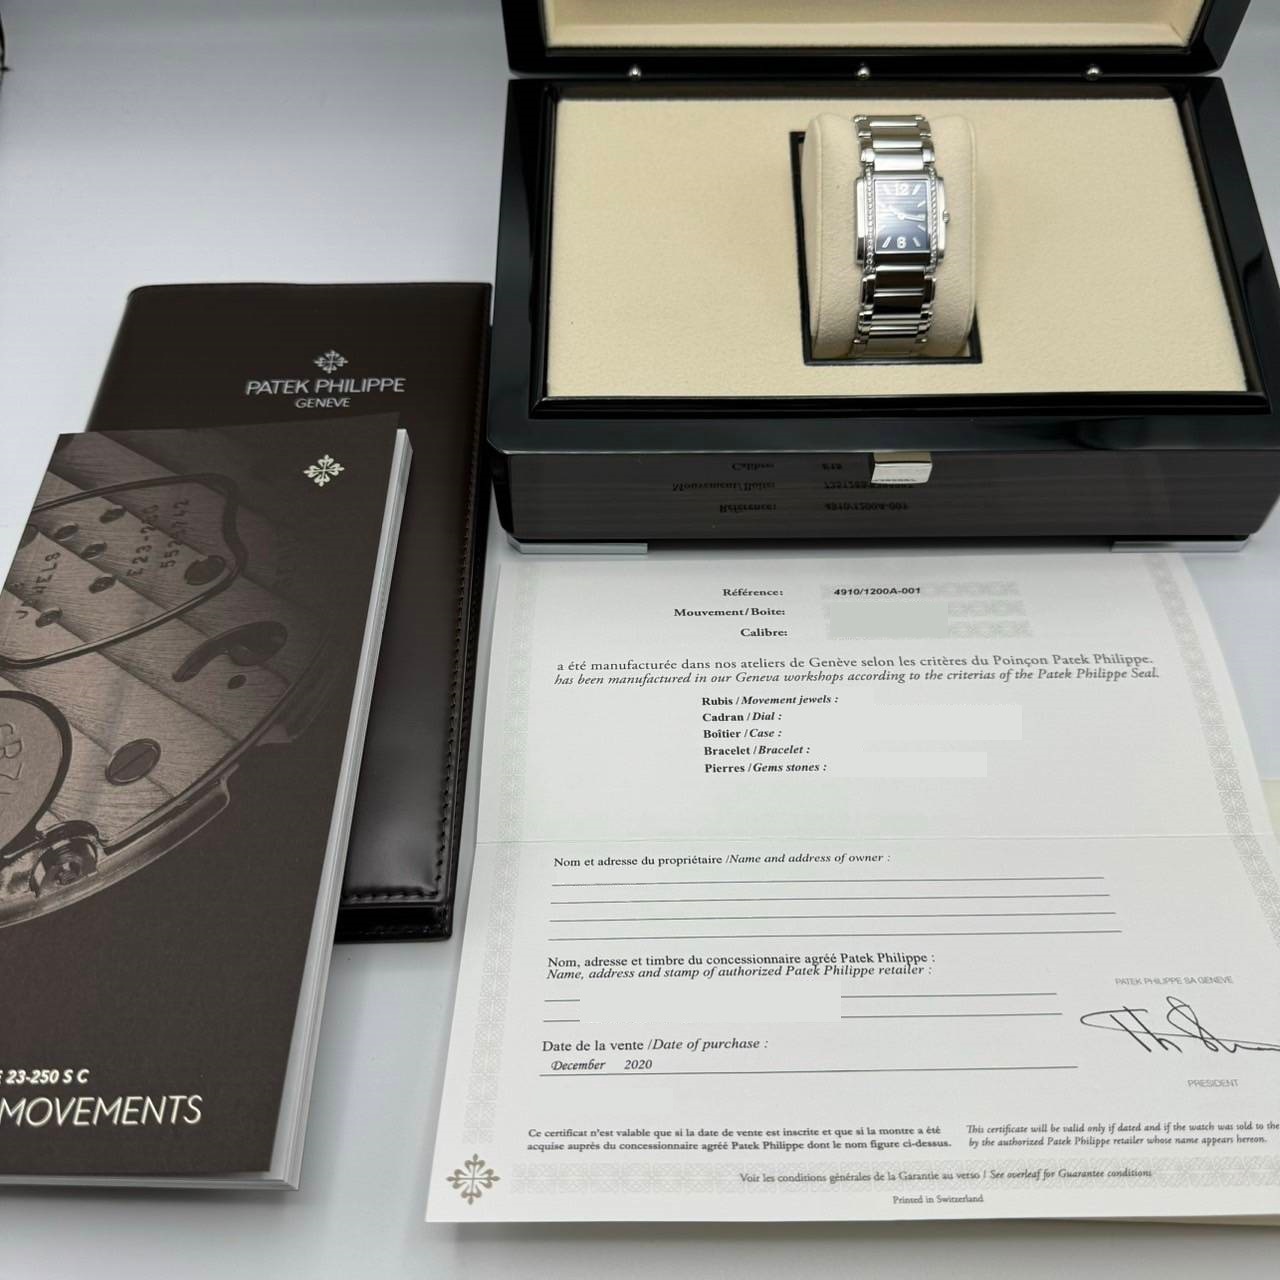 12
6
PATEK PHILIPPE
GENEVE
E23-250
E 23-250 S C
MOVEMENTS
Référence: 4910/1200A-001
Mouvement/Boite:
Calibre:
a été manufacturée dans nos ateliers de Genève selon les critères du Poinçon Patek Philippe.
has been manufactured in our Geneva workshops according to the criterias of the Patek Philippe Seal.
Rubis / Movement jewels :
Cadran / Dial :
Boîtier / Case :
Bracelet / Bracelet :
Pierres / Gems stones :
Nom et adresse du propriétaire /Name and address of owner :
Nom, adresse et timbre du concessionnaire agréé Patek Philippe :
Name, address and stamp of authorized Patek Philippe retailer :
PATEK PHILIPPE SA GENEVE
Date de la vente /Date of purchase :
December 2020
PRESIDENT
Ce certificat n'est valable que si la date de vente est inscrite et que si la montre a été
acquise auprès du concessionnaire agréé Patek Philippe dont le nom figure ci-dessus.
This certificate will be valid only if dated and if the watch was sold to the
by the authorized Patek Philippe retailer whose name appears hereon.
Voir les conditions générales de la Garantie au verso / See overleaf for Guarantee conditions
Printed in Switzerland